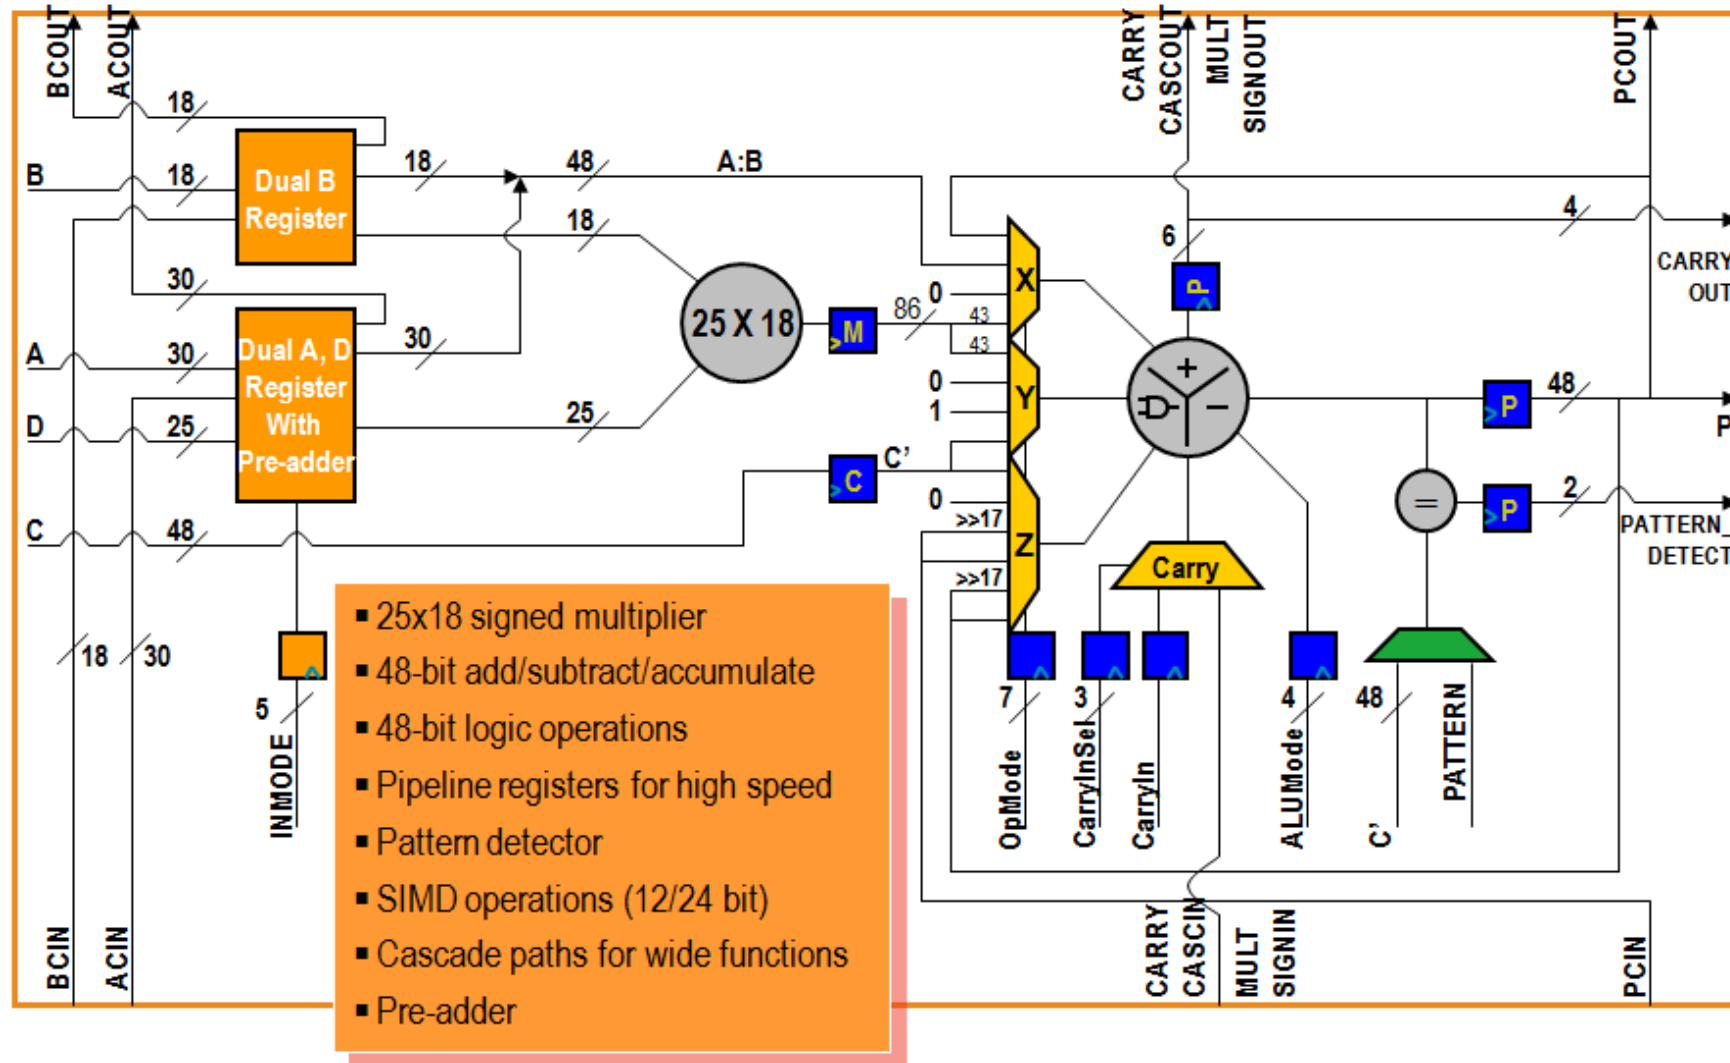 BCOUT
ACOUT
CARRY
CASCOUT
MULT
SIGNOUT
PCOUT
18
B
18
Dual B
Register
18
48
A:B
18
30
A
30
Dual A, D
Register
With
Pre-adder
30
D
25
25
25 X 18
M
86
43
43
0
X
0
1
Y
C
48
C
C'
0
>>17
>>17
Z
6
P
4
CARRY
OUT
+
−
P
48
P
=
P
2
PATTERN_
DETECT
Carry
18
30
5
INMODE
7
OpMode
3
CarryInSel
CarryIn
4
ALUMode
48
C'
PATTERN
▪ 25x18 signed multiplier
▪ 48-bit add/subtract/accumulate
▪ 48-bit logic operations
▪ Pipeline registers for high speed
▪ Pattern detector
▪ SIMD operations (12/24 bit)
▪ Cascade paths for wide functions
▪ Pre-adder
BCIN
ACIN
CARRY
CASCIN
MULT
SIGNIN
PCIN